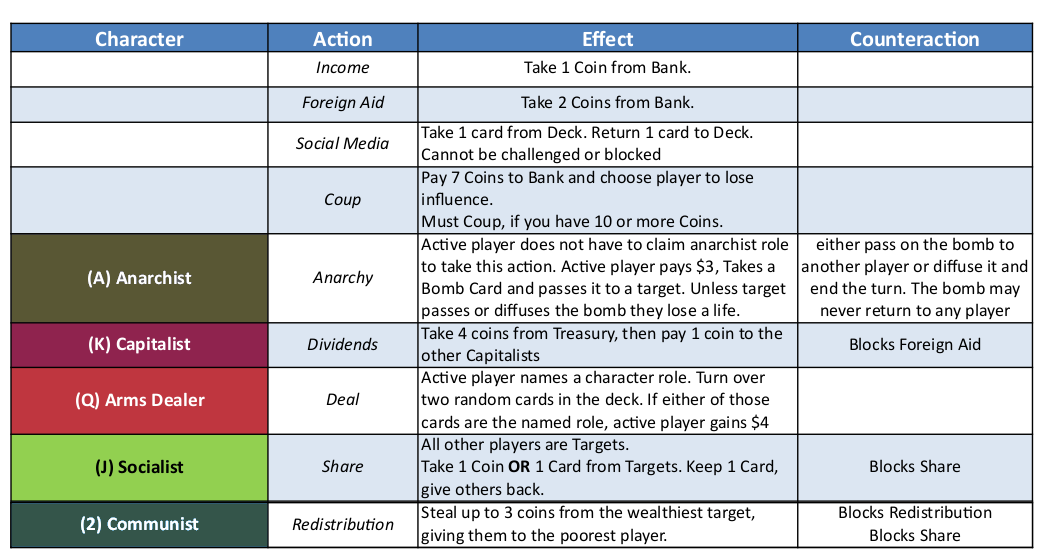 Character Action Effect Counteraction
Income Take 1 Coin from Bank.
Foreign Aid Take 2 Coins from Bank.
Social Media
Take 1 card from Deck. Return 1 card to Deck.
Cannot be challenged or blocked
Coup
Pay 7 Coins to Bank and choose player to lose
influence.
Must Coup, if you have 10 or more Coins.
(A) Anarchist
Anarchy
Active player does not have to claim anarchist role
to take this action. Active player pays $3, Takes a
Bomb Card and passes it to a target. Unless target
passes or diffuses the bomb they lose a life.
either pass on the bomb to
another player or diffuse it and
end the turn. The bomb may
never return to any player
(K) Capitalist
Dividends
Take 4 coins from Treasury, then pay 1 coin to the
other Capitalists
Blocks Foreign Aid
(Q) Arms Dealer
Deal
Active player names a character role. Turn over
two random cards in the deck. If either of those
cards are the named role, active player gains $4
(J) Socialist
Share
All other players are Targets.
Take 1 Coin OR 1 Card from Targets. Keep 1 Card,
give others back.
Blocks Share
(2) Communist
Redistribution
Steal up to 3 coins from the wealthiest target,
giving them to the poorest player.
Blocks Redistribution
Blocks Share